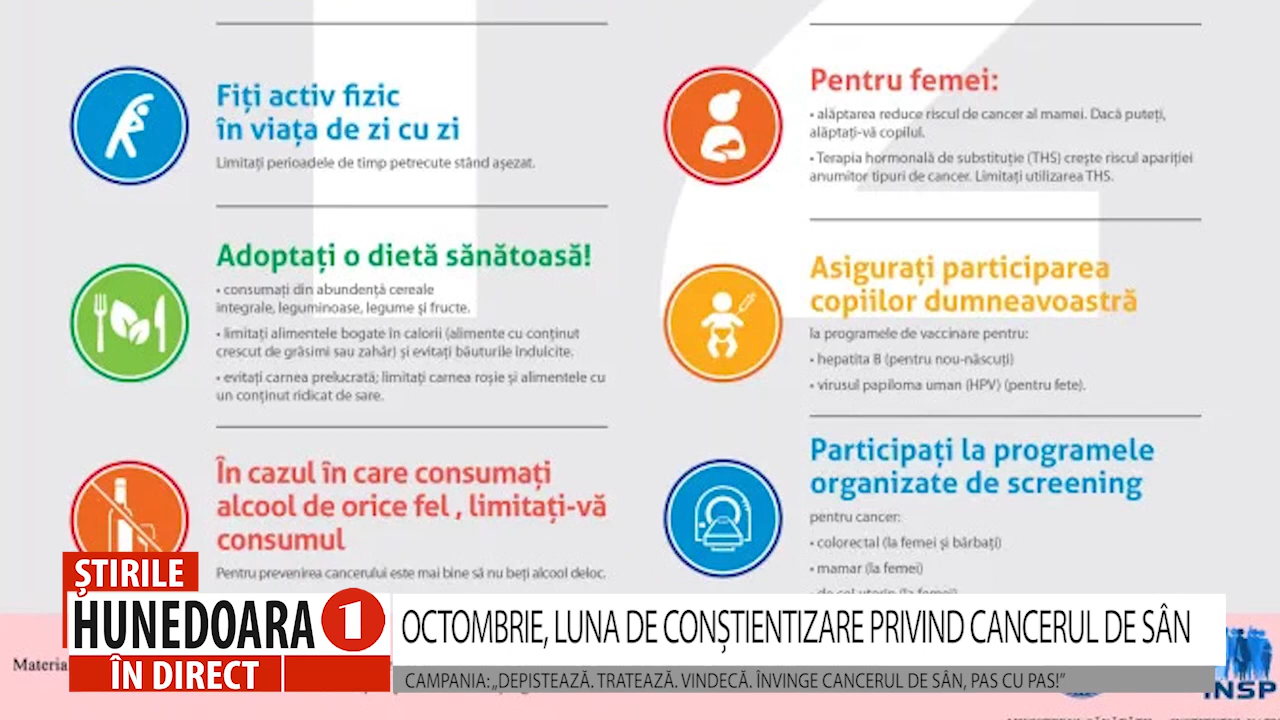 Fiți activ fizic
în viața de zi cu zi
Limitați perioadele de timp petrecute stând așezat.
Adoptați o dietă sănătoasă!
• consumați din abundență cereale
integrale, leguminoase, legume și fructe.
• limitați alimentele bogate în calorii (alimente cu conținut
crescut de grăsimi sau zahăr) și evitați băuturile îndulcite.
• evitați carnea prelucrată; limitați carnea roșie și alimentele cu
un conținut ridicat de sare.
În cazul în care consumați
alcool de orice fel , limitați-vă
consumul
Pentru prevenirea cancerului este mai bine să nu beți alcool deloc.
Pentru femei:
• alăptarea reduce riscul de cancer al mamei. Dacă puteți,
alăptați-vă copilul.
• Terapia hormonală de substituție (THS) crește riscul apariției
anumitor tipuri de cancer. Limitați utilizarea THS.
Asigurați participarea
copiilor dumneavoastră
la programele de vaccinare pentru:
• hepatita B (pentru nou-născuți)
• virusul papiloma uman (HPV) (pentru fete).
Participați la programele
organizate de screening
pentru cancer:
• colorectal (la femei și bărbați)
• mamar (la femei)
ȘTIRILE
HUNEDOARA 1
ÎN DIRECT
OCTOMBRIE, LUNA DE CONȘTIENTIZARE PRIVIND CANCERUL DE SÂN
CAMPANIA: „DEPISTEAZĂ. TRATEAZĂ. VINDECĂ. ÎNVINGE CANCERUL DE SÂN, PAS CU PAS!”
Materia
INSP